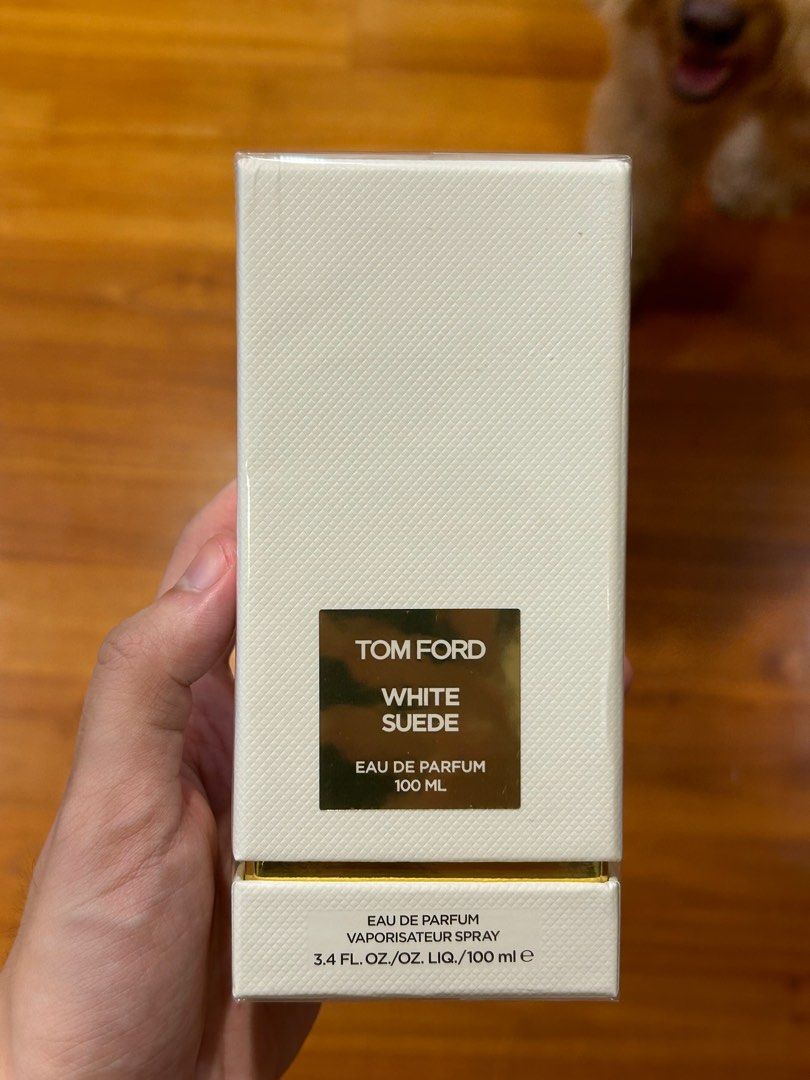 TOM FORD
WHITE
SUEDE
EAU DE PARFUM
100 ML
EAU DE PARFUM
VAPORISATEUR SPRAY
3.4 FL. OZ./OZ. LIQ./100 ml ℮